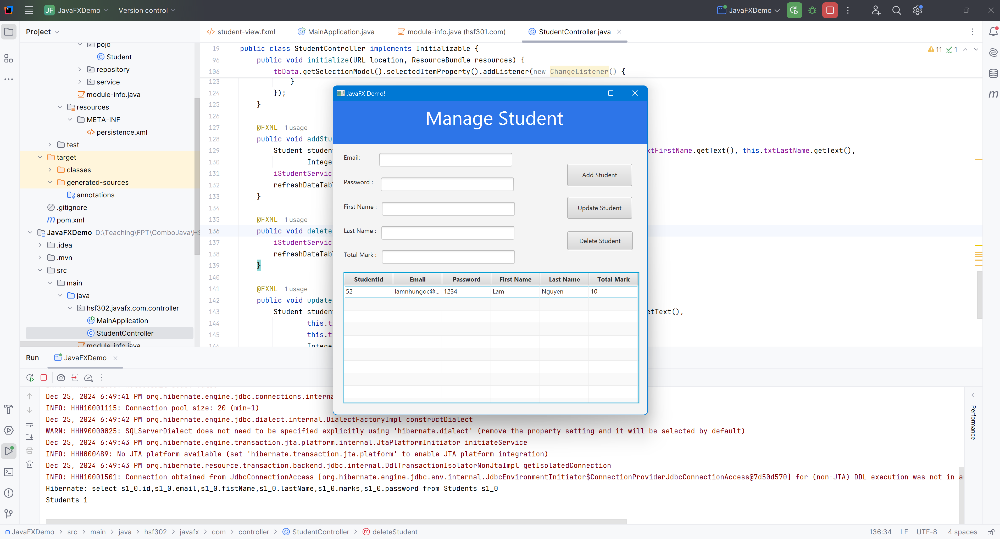 JF JavaFXDemo Version control JavaFXDemo
Project
student-view.fxml MainApplication.java module-info.java (hsf301.com) StudentController.java
pojo
Student
repository
service
module-info.java
resources
META-INF
persistence.xml
test
target
classes
generated-sources
annotations
.gitignore
pom.xml
JavaFXDemo D:\Teaching\FPT\ComboJava\HS
.idea
.mvn
src
main
java
hsf302.javafx.com.controller
MainApplication
StudentController
module-info.java
11 1
19 public class StudentController implements Initializable {
96 public void initialize(URL location, ResourceBundle resources) {
106 tbData.getSelectionModel().selectedItemProperty().addListener(new ChangeListener() {
123 }
124 });
125 }
126
127 @FXML 1 usage
128 public void addStu
129 Student studen xtFirstName.getText(), this.txtLastName.getText(),
130 Intege
131 iStudentServic
132 refreshDataTab
133 }
134
135 @FXML 1 usage
136 public void delete
137 iStudentServic
138 refreshDataTab
139 }
140
141 @FXML 1 usage
142 public void update
143 Student studen etText(),
144 this.t
145 this.t
146 Intege
JavaFX Demo!
Manage Student
Email:
Password :
First Name :
Last Name :
Total Mark :
Add Student
Update Student
Delete Student
StudentId Email Password First Name Last Name Total Mark
52 lamnhungoc@... 1234 Lam Nguyen 10
Run JavaFXDemo
Dec 25, 2024 6:49:41 PM org.hibernate.engine.jdbc.connections.interna
INFO: HHH10001115: Connection pool size: 20 (min=1)
Dec 25, 2024 6:49:42 PM org.hibernate.engine.jdbc.dialect.internal.DialectFactoryImpl constructDialect
WARN: HHH90000025: SQLServerDialect does not need to be specified explicitly using 'hibernate.dialect' (remove the property setting and it will be selected by default)
Dec 25, 2024 6:49:43 PM org.hibernate.engine.transaction.jta.platform.internal.JtaPlatformInitiator initiateService
INFO: HHH000489: No JTA platform available (set 'hibernate.transaction.jta.platform' to enable JTA platform integration)
Dec 25, 2024 6:49:43 PM org.hibernate.resource.transaction.backend.jdbc.internal.DdlTransactionIsolatorNonJtaImpl getIsolatedConnection
INFO: HHH10001501: Connection obtained from JdbcConnectionAccess [org.hibernate.engine.jdbc.env.internal.JdbcEnvironmentInitiator$ConnectionProviderJdbcConnectionAccess@7d50d570] for (non-JTA) DDL execution was not in au
Hibernate: select s1_0.id,s1_0.email,s1_0.fistName,s1_0.lastName,s1_0.marks,s1_0.password from Students s1_0
Students 1
Performance
JavaFXDemo > src > main > java > hsf302 > javafx > com > controller > StudentController > deleteStudent
136:34 LF UTF-8 4 spaces